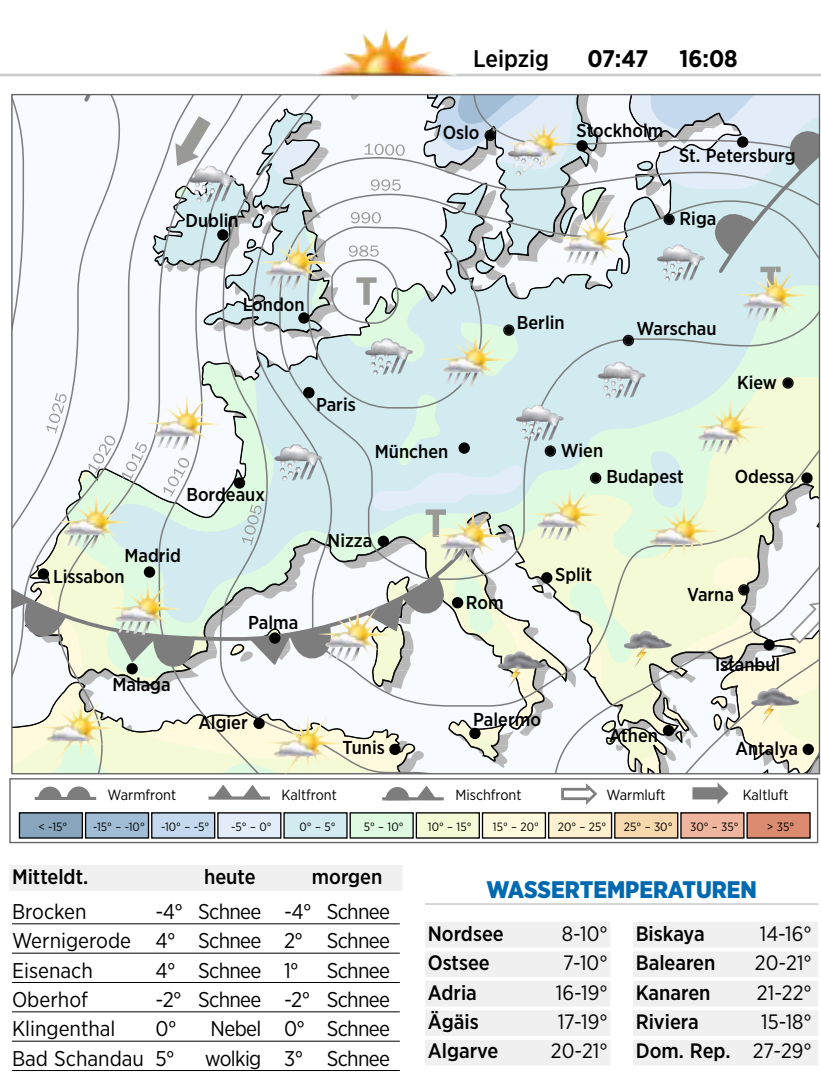 Leipzig 07:47 16:08
Oslo
Stockholm
St. Petersburg
1000
995
990
985
T
Dublin
Riga
T
London
Berlin
Warschau
Kiew
Paris
1025
1020
1015
1010
1005
München
Wien
Budapest
Odessa
Bordeaux
T
Nizza
Madrid
Lissabon
Split
Varna
Rom
Palma
Istanbul
Malaga
Algier
Tunis
Palermo
Athen
Antalya
Warmfront Kaltfront Mischfront Warmluft Kaltluft
< -15° -15° – -10° -10° – -5° -5° – 0° 0° – 5° 5° – 10° 10° – 15° 15° – 20° 20° – 25° 25° – 30° 30° – 35° > 35°
Mitteldt. heute morgen
Brocken -4° Schnee -4° Schnee
Wernigerode 4° Schnee 2° Schnee
Eisenach 4° Schnee 1° Schnee
Oberhof -2° Schnee -2° Schnee
Klingenthal 0° Nebel 0° Schnee
Bad Schandau 5° wolkig 3° Schnee
WASSERTEMPERATUREN
Nordsee 8-10° Biskaya 14-16°
Ostsee 7-10° Balearen 20-21°
Adria 16-19° Kanaren 21-22°
Ägäis 17-19° Riviera 15-18°
Algarve 20-21° Dom. Rep. 27-29°